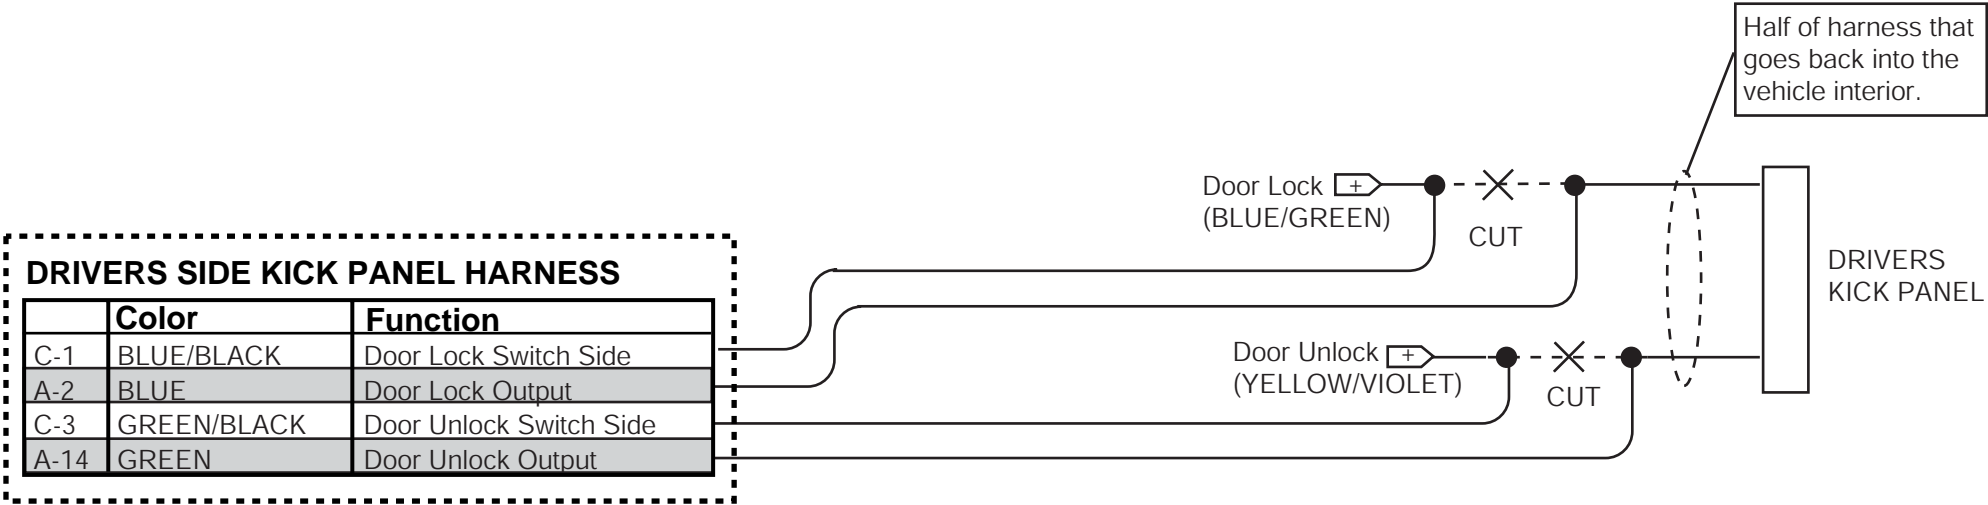 Half of harness that
goes back into the
vehicle interior.
Door Lock +
(BLUE/GREEN)
CUT
DRIVERS
KICK PANEL
DRIVERS SIDE KICK PANEL HARNESS
Color Function
C-1 BLUE/BLACK Door Lock Switch Side
A-2 BLUE Door Lock Output
C-3 GREEN/BLACK Door Unlock Switch Side
A-14 GREEN Door Unlock Output
Door Unlock +
(YELLOW/VIOLET)
CUT